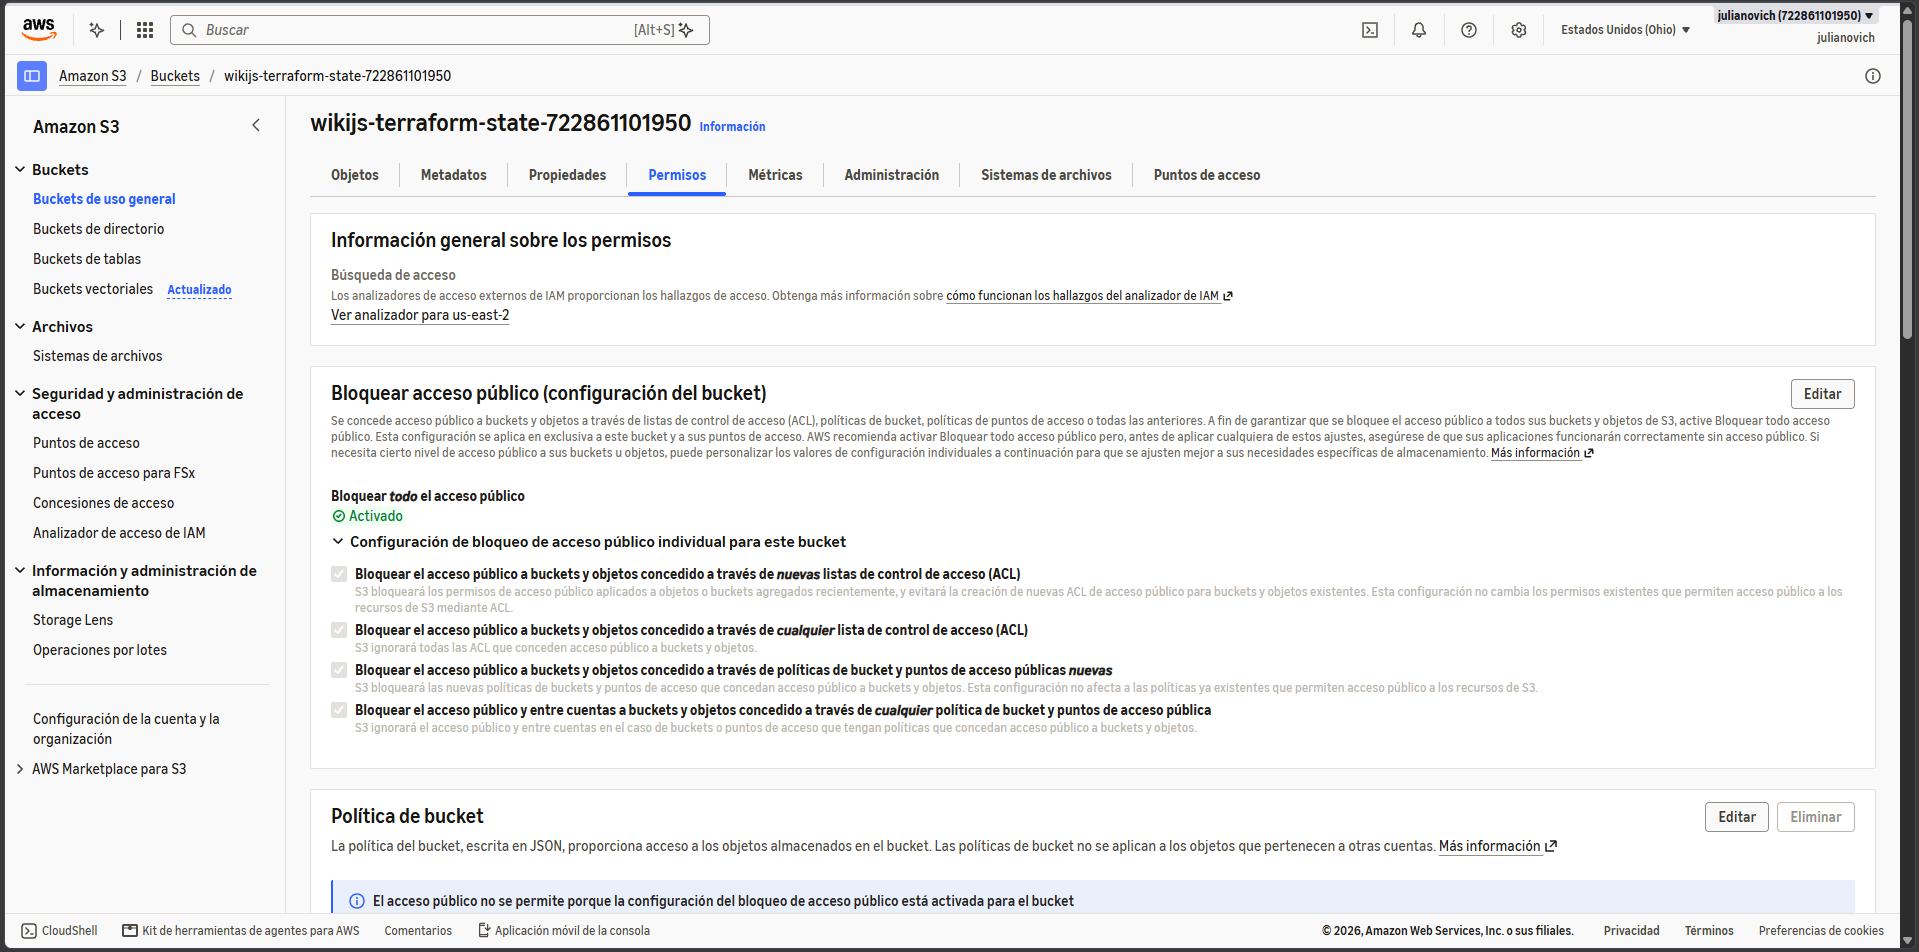 aws
Buscar
[Alt+S]
Estados Unidos (Ohio)
julianovich (722861101950)
julianovich
Amazon S3 / Buckets / wikijs-terraform-state-722861101950
Amazon S3
Buckets
Buckets de uso general
Buckets de directorio
Buckets de tablas
Buckets vectoriales Actualizado
Archivos
Sistemas de archivos
Seguridad y administración de
acceso
Puntos de acceso
Puntos de acceso para FSx
Concesiones de acceso
Analizador de acceso de IAM
Información y administración de
almacenamiento
Storage Lens
Operaciones por lotes
Configuración de la cuenta y la
organización
AWS Marketplace para S3
wikijs-terraform-state-722861101950 Información
Objetos Metadatos Propiedades Permisos Métricas Administración Sistemas de archivos Puntos de acceso
Información general sobre los permisos
Búsqueda de acceso
Los analizadores de acceso externos de IAM proporcionan los hallazgos de acceso. Obtenga más información sobre cómo funcionan los hallazgos del analizador de IAM
Ver analizador para us-east-2
Bloquear acceso público (configuración del bucket)
Editar
Se concede acceso público a buckets y objetos a través de listas de control de acceso (ACL), políticas de bucket, políticas de puntos de acceso o todas las anteriores. A fin de garantizar que se bloquee el acceso público a todos sus buckets y objetos de S3, active Bloquear todo acceso
público. Esta configuración se aplica en exclusiva a este bucket y a sus puntos de acceso. AWS recomienda activar Bloquear todo acceso público pero, antes de aplicar cualquiera de estos ajustes, asegúrese de que sus aplicaciones funcionarán correctamente sin acceso público. Si
necesita cierto nivel de acceso público a sus buckets u objetos, puede personalizar los valores de configuración individuales a continuación para que se ajusten mejor a sus necesidades específicas de almacenamiento. Más información
Bloquear todo el acceso público
Activado
Configuración de bloqueo de acceso público individual para este bucket
Bloquear el acceso público a buckets y objetos concedido a través de nuevas listas de control de acceso (ACL)
S3 bloqueará los permisos de acceso público aplicados a objetos o buckets agregados recientemente, y evitará la creación de nuevas ACL de acceso público para buckets y objetos existentes. Esta configuración no cambia los permisos existentes que permiten acceso público a los
recursos de S3 mediante ACL.
Bloquear el acceso público a buckets y objetos concedido a través de cualquier lista de control de acceso (ACL)
S3 ignorará todas las ACL que conceden acceso público a buckets y objetos.
Bloquear el acceso público a buckets y objetos concedido a través de políticas de bucket y puntos de acceso públicas nuevas
S3 bloqueará las nuevas políticas de buckets y puntos de acceso que concedan acceso público a buckets y objetos. Esta configuración no afecta a las políticas ya existentes que permiten acceso público a los recursos de S3.
Bloquear el acceso público y entre cuentas a buckets y objetos concedido a través de cualquier política de bucket y puntos de acceso pública
S3 ignorará el acceso público y entre cuentas en el caso de buckets o puntos de acceso que tengan políticas que concedan acceso público a buckets y objetos.
Política de bucket
Editar
Eliminar
La política del bucket, escrita en JSON, proporciona acceso a los objetos almacenados en el bucket. Las políticas de bucket no se aplican a los objetos que pertenecen a otras cuentas. Más información
El acceso público no se permite porque la configuración del bloqueo de acceso público está activada para el bucket
CloudShell Kit de herramientas de agentes para AWS Comentarios Aplicación móvil de la consola
© 2026, Amazon Web Services, Inc. o sus filiales. Privacidad Términos Preferencias de cookies